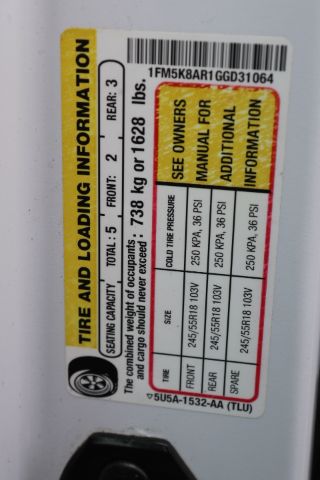 TIRE AND LOADING INFORMATION
SEATING CAPACITY TOTAL: 5 FRONT: 2 REAR: 3
The combined weight of occupants
and cargo should never exceed: 738 kg or 1628 lbs.
1FM5K8AR1GGD31064
TIRE SIZE COLD TIRE PRESSURE
FRONT 245/55R18 103V 250 KPA, 36 PSI
REAR 245/55R18 103V 250 KPA, 36 PSI
SPARE 245/55R18 103V 250 KPA, 36 PSI
SEE OWNERS
MANUAL FOR
ADDITIONAL
INFORMATION
▽5U5A-1532-AA (TLU)